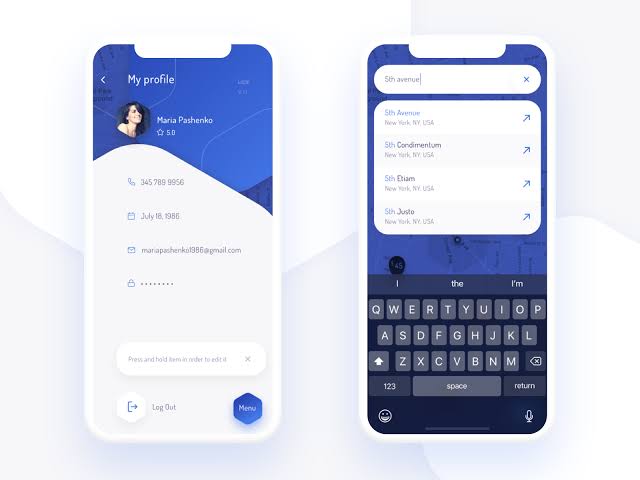 My profile
Maria Pashenko
5.0
345 789 9956
July 18, 1986
mariapashenko1986@gmail.com
Press and hold item in order to edit it
Log Out
Menu
5th avenue
5th Avenue
New York, NY, USA
5th Condimentum
New York, NY, USA
5th Etiam
New York, NY, USA
5th Justo
New York, NY, USA
45
I the I'm
Q W E R T Y U I O P
A S D F G H J K L
Z X C V B N M
123 space return